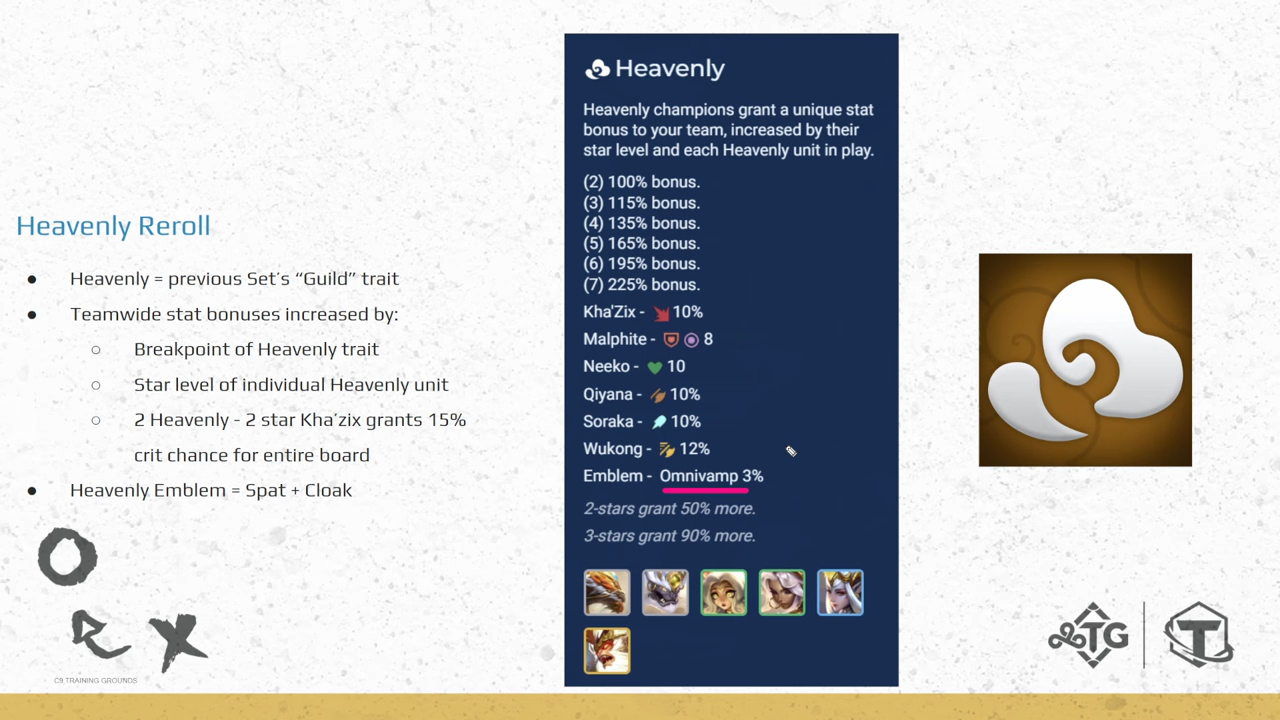 Heavenly Reroll
● Heavenly = previous Set's "Guild" trait
● Teamwide stat bonuses increased by:
○ Breakpoint of Heavenly trait
○ Star level of individual Heavenly unit
○ 2 Heavenly - 2 star Kha'zix grants 15%
crit chance for entire board
● Heavenly Emblem = Spat + Cloak
C9 TRAINING GROUNDS
Heavenly
Heavenly champions grant a unique stat
bonus to your team, increased by their
star level and each Heavenly unit in play.
(2) 100% bonus.
(3) 115% bonus.
(4) 135% bonus.
(5) 165% bonus.
(6) 195% bonus.
(7) 225% bonus.
Kha'Zix - 10%
Malphite - 8
Neeko - 10
Qiyana - 10%
Soraka - 10%
Wukong - 12%
Emblem - Omnivamp 3%
2-stars grant 50% more.
3-stars grant 90% more.
TG